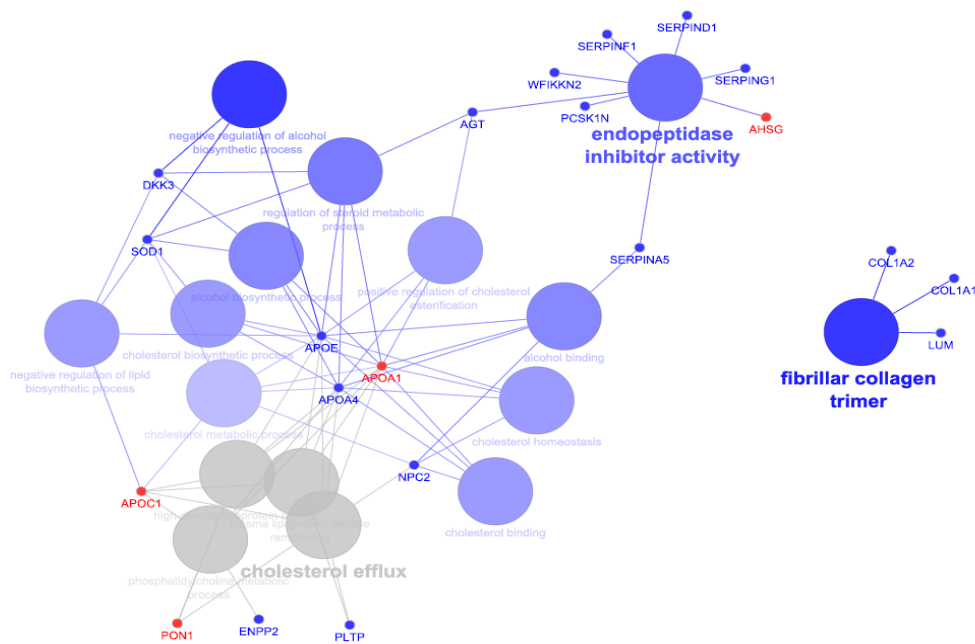 SERPIND1
SERPINF1
WFIKKN2
SERPING1
PCSK1N
AGT
AHSG
endopeptidase
inhibitor activity
negative regulation of alcohol
biosynthetic process
DKK3
regulation of steroid metabolic
process
SOD1
SERPINA5
COL1A2
COL1A1
LUM
alcohol biosynthetic process
positive regulation of cholesterol
esterification
cholesterol biosynthetic process
APOE
alcohol binding
negative regulation of lipid
biosynthetic process
APOA1
APOA4
fibrillar collagen
trimer
cholesterol metabolic process
cholesterol homeostasis
NPC2
APOC1
plasma lipoprotein particle
remodeling
cholesterol binding
cholesterol efflux
phosphatidylcholine metabolic
process
PON1
ENPP2
PLTP